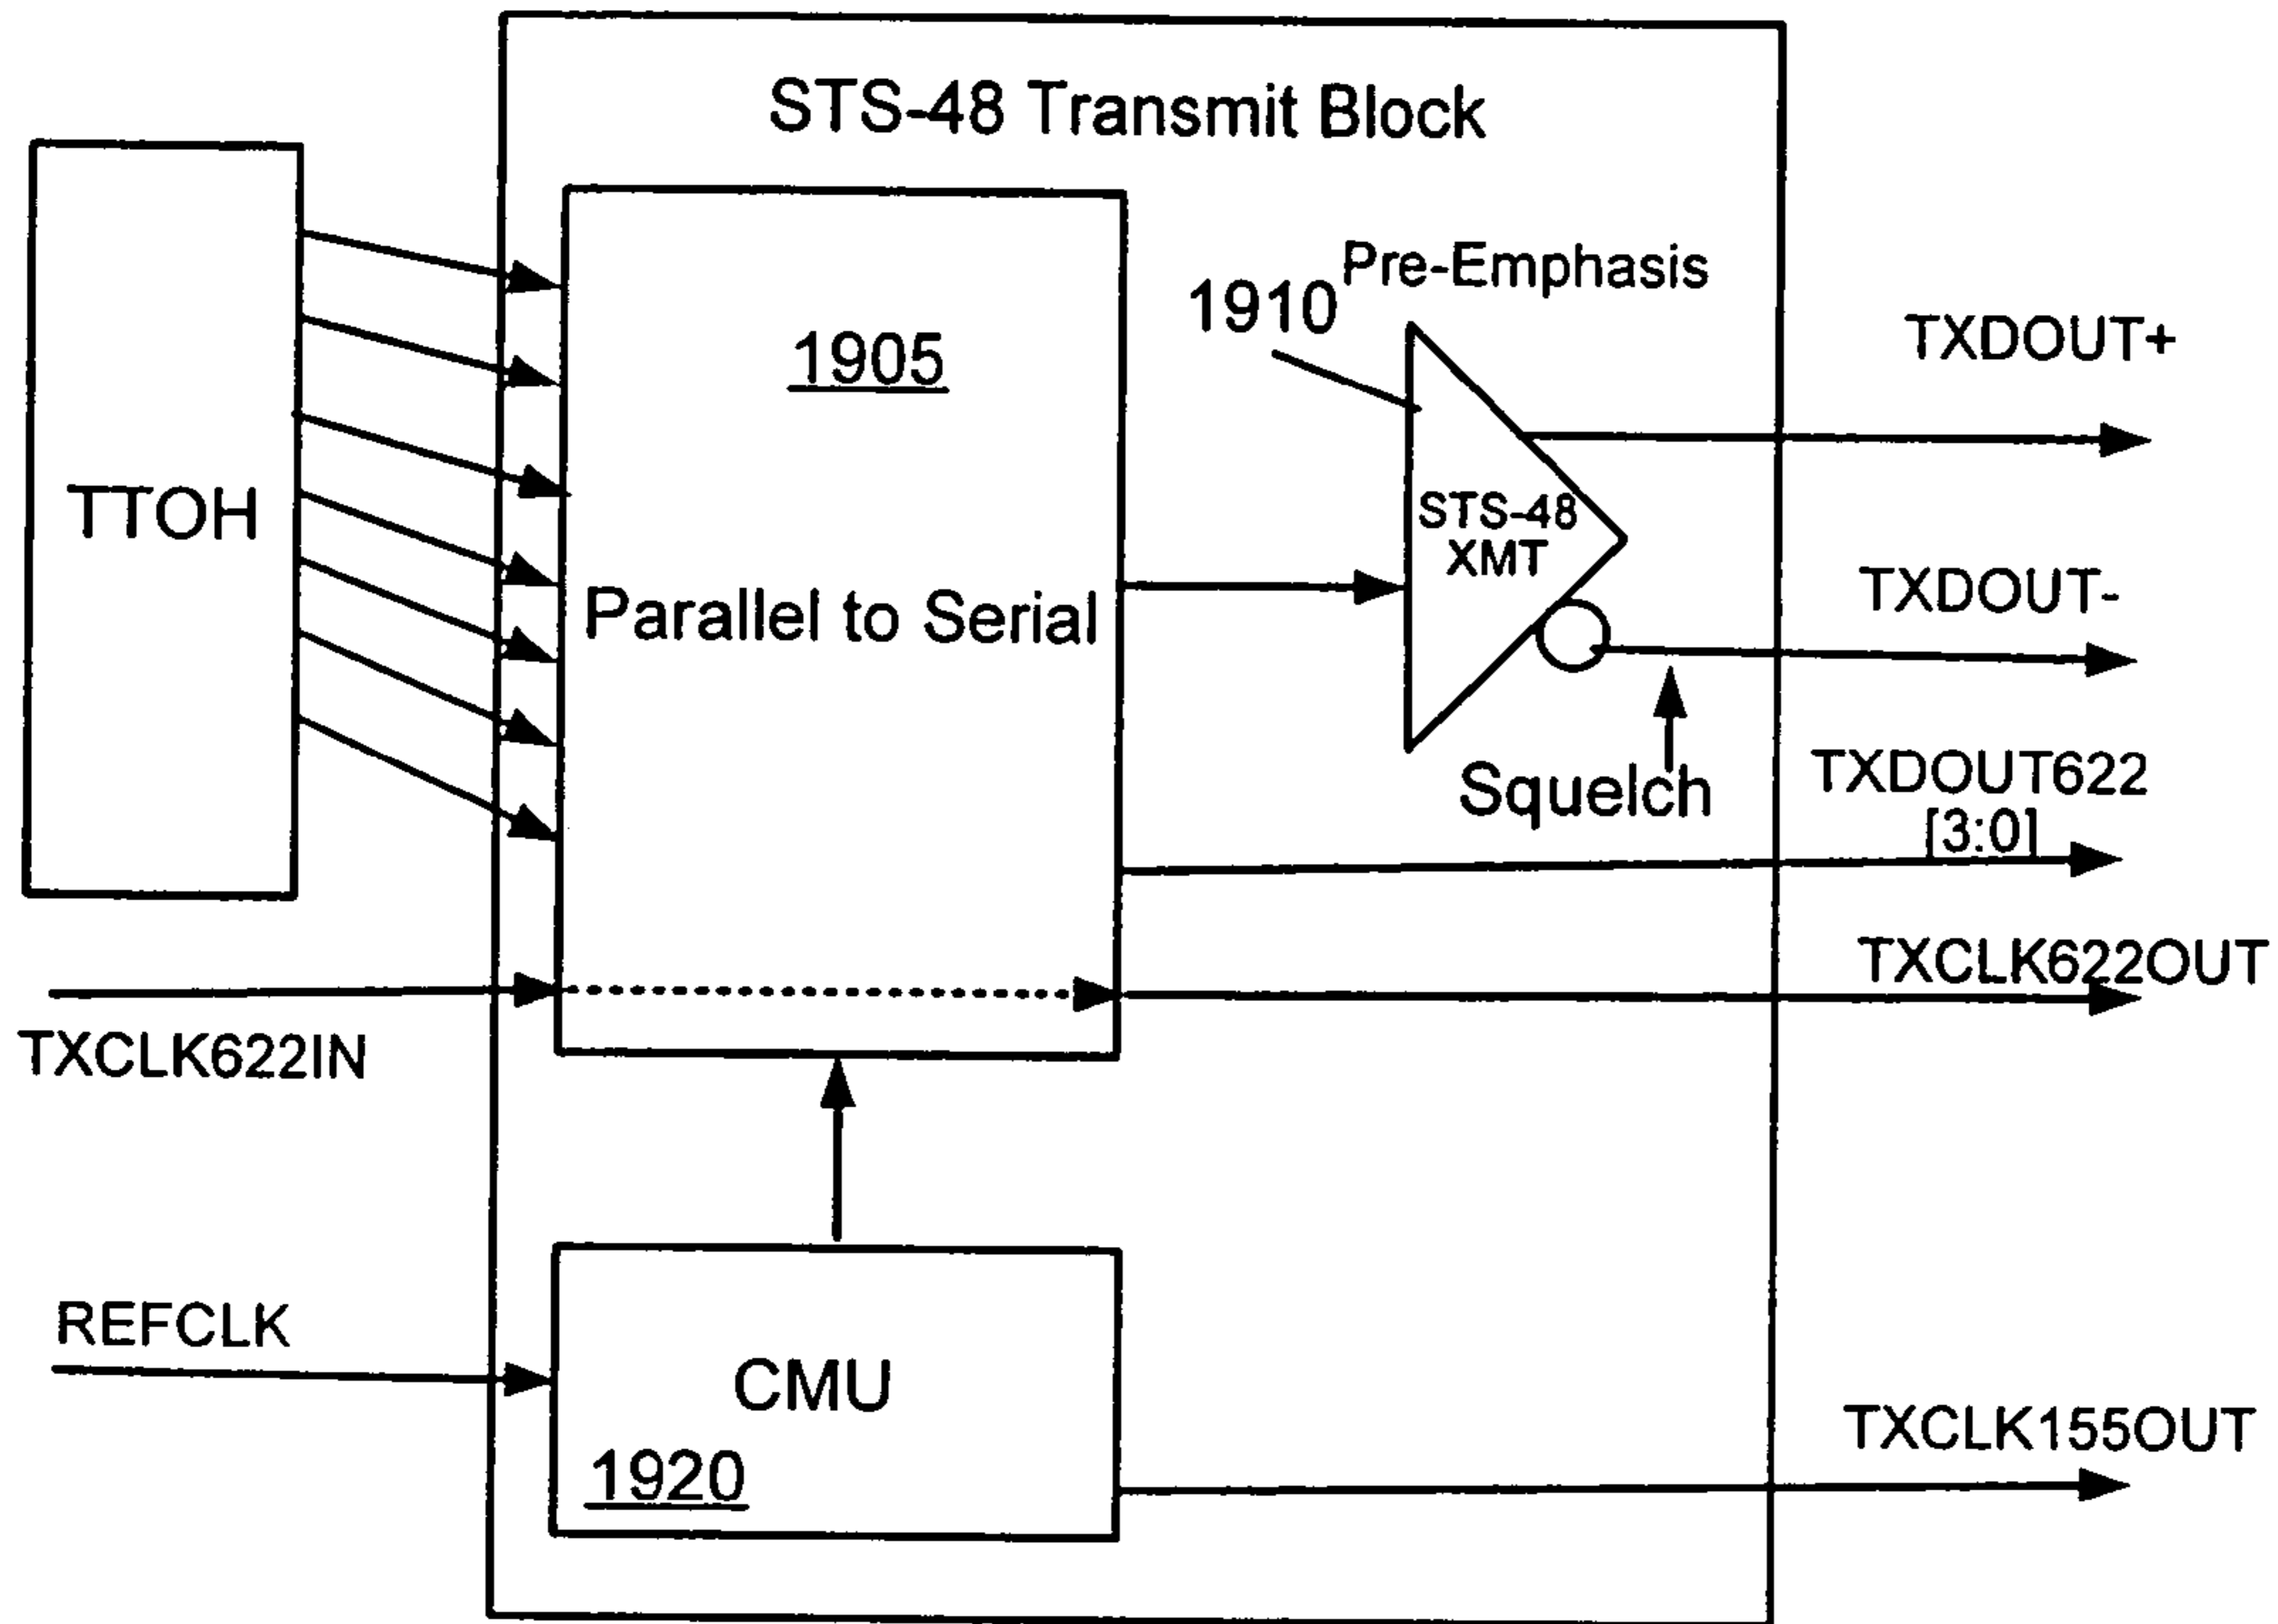 STS-48 Transmit Block
TTOH
1905
Parallel to Serial
Pre-Emphasis
1910
STS-48
XMT
Squelch
TXDOUT+
TXDOUT-
TXDOUT622
[3:0]
TXCLK622OUT
TXCLK622IN
REFCLK
CMU
1920
TXCLK155OUT